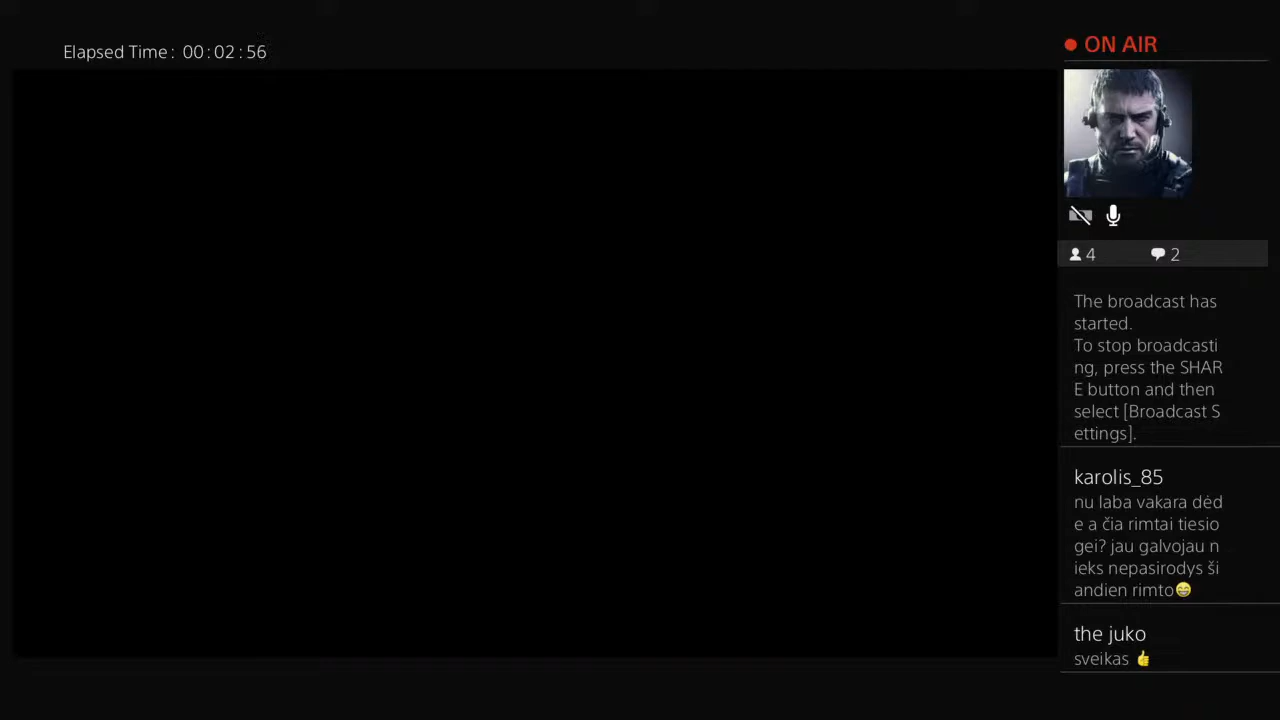 Elapsed Time: 00:02:56
ON AIR
4
2
The broadcast has
started.
To stop broadcasti
ng, press the SHAR
E button and then
select [Broadcast S
ettings].
karolis_85
nu laba vakara dėd
e a čia rimtai tiesio
gei? jau galvojau n
ieks nepasirodys ši
andien rimto😁
the juko
sveikas 👍